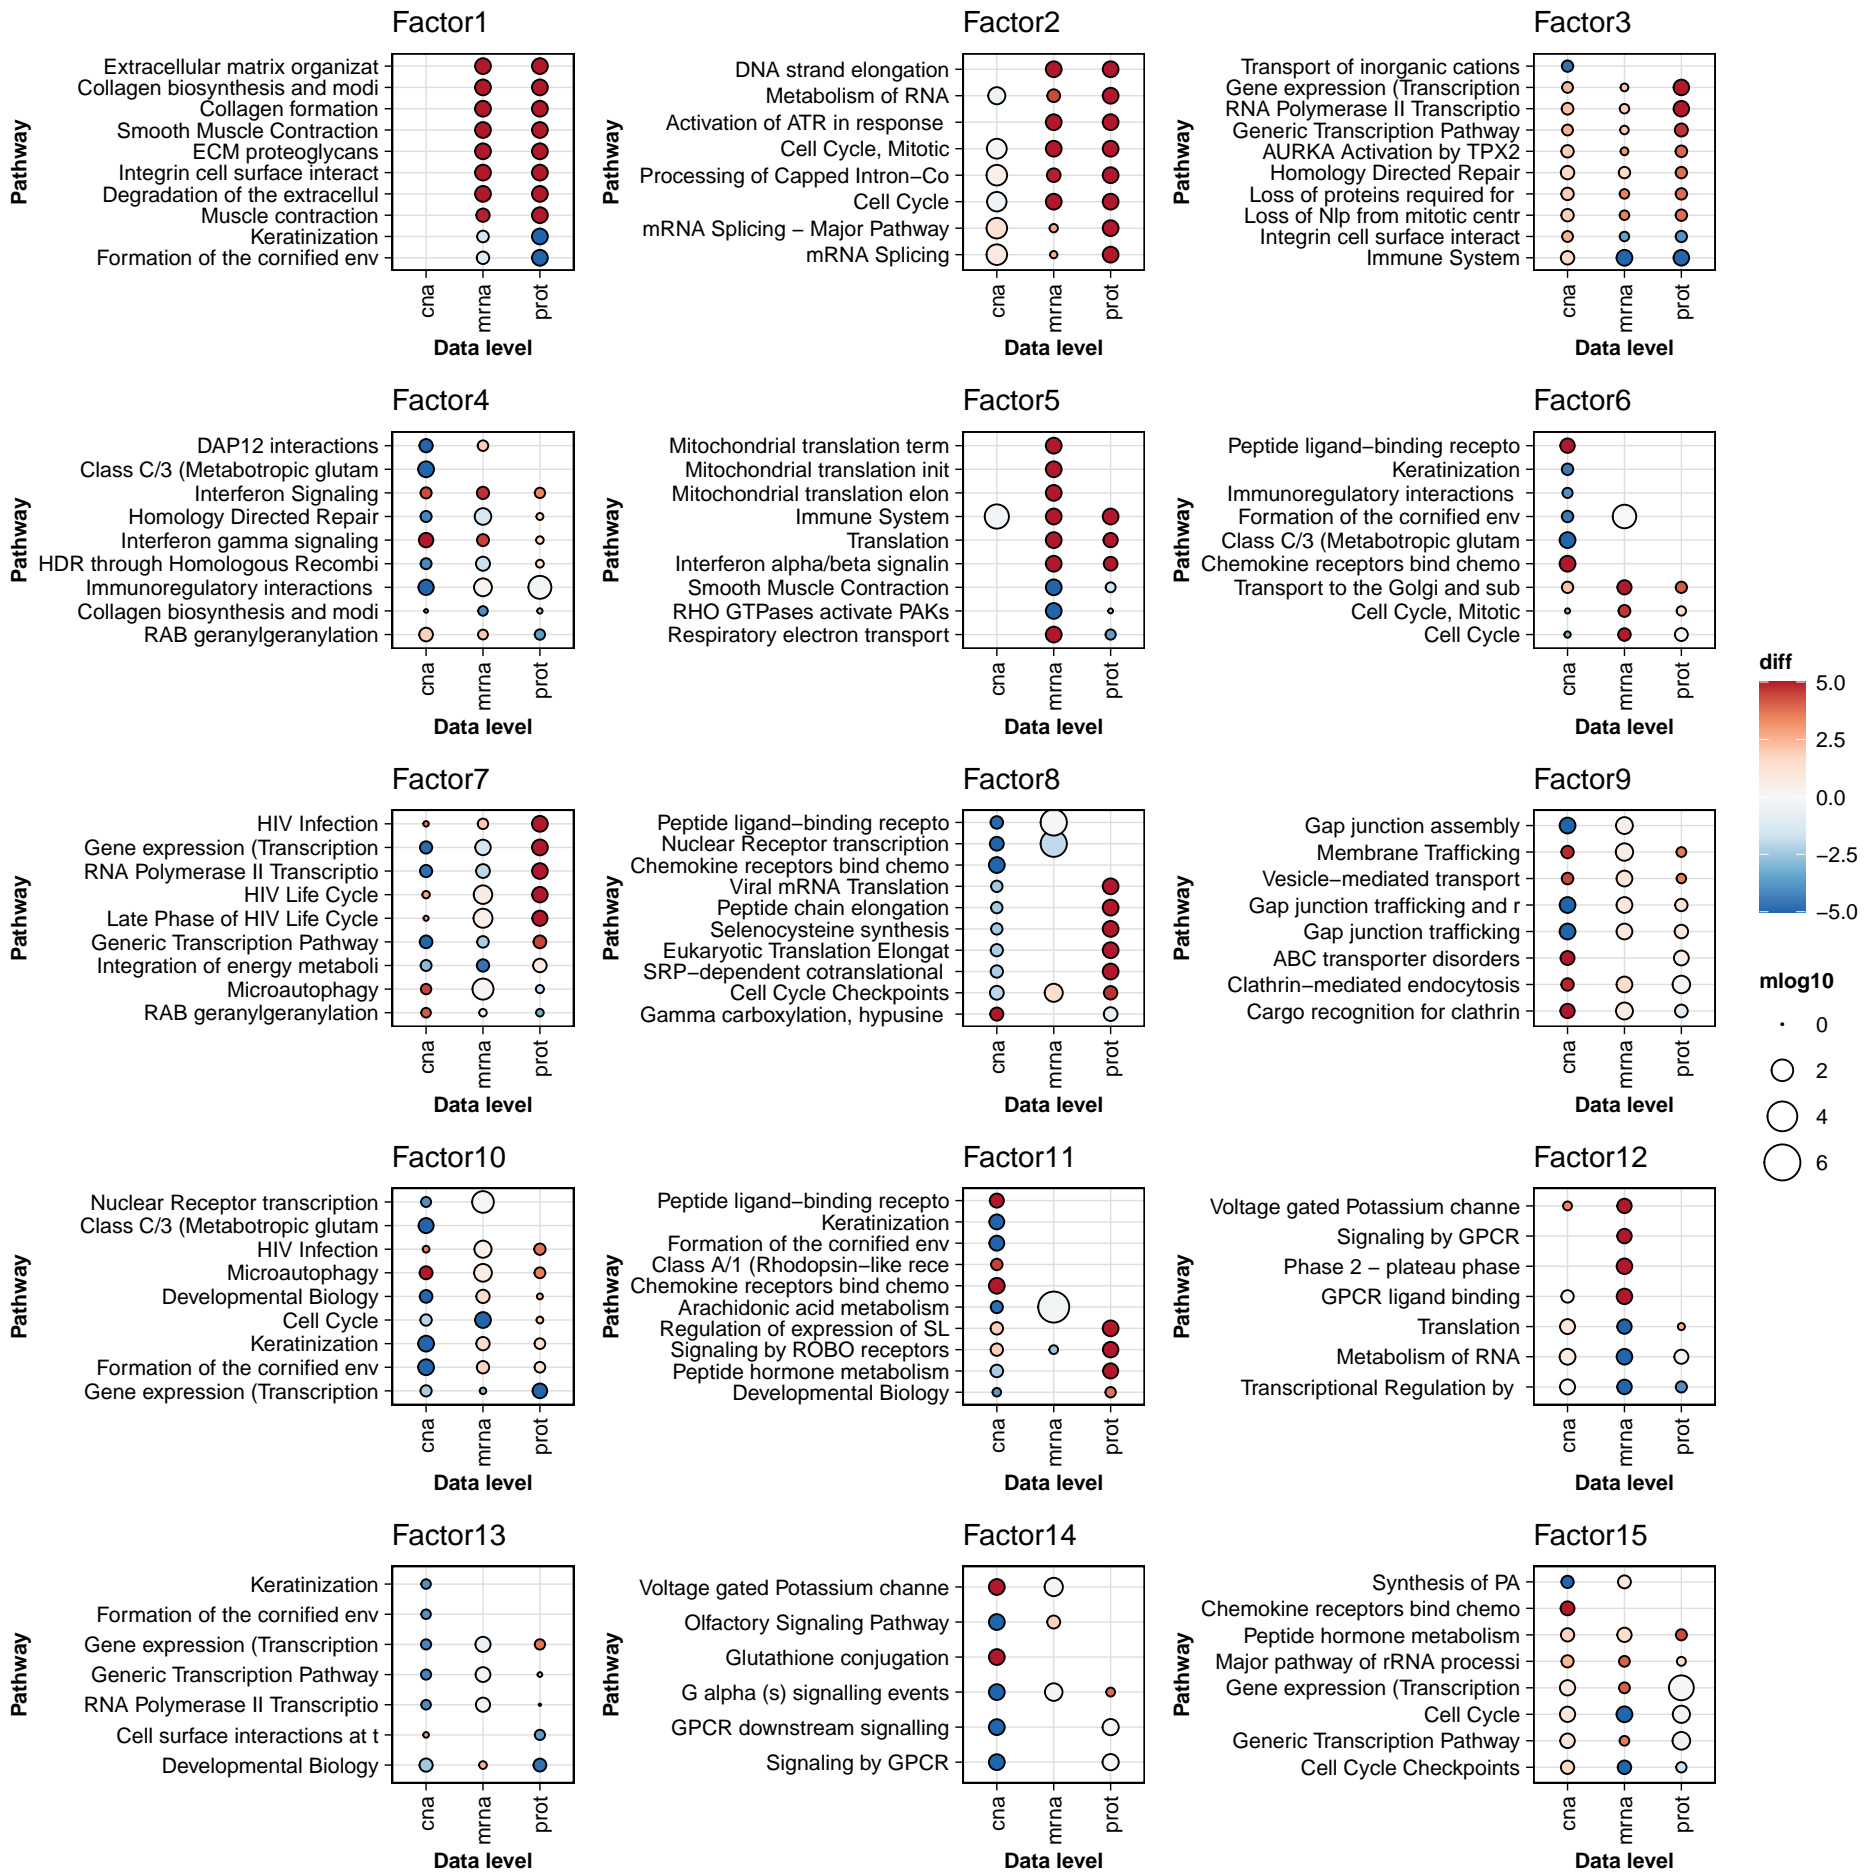 Factor1
Pathway
Extracellular matrix organizat
Collagen biosynthesis and modi
Collagen formation
Smooth Muscle Contraction
ECM proteoglycans
Integrin cell surface interact
Degradation of the extracellul
Muscle contraction
Keratinization
Formation of the cornified env
cna
mrna
prot
Data level
Factor2
Pathway
DNA strand elongation
Metabolism of RNA
Activation of ATR in response
Cell Cycle, Mitotic
Processing of Capped Intron−Co
Cell Cycle
mRNA Splicing − Major Pathway
mRNA Splicing
cna
mrna
prot
Data level
Factor3
Pathway
Transport of inorganic cations
Gene expression (Transcription
RNA Polymerase II Transcriptio
Generic Transcription Pathway
AURKA Activation by TPX2
Homology Directed Repair
Loss of proteins required for
Loss of Nlp from mitotic centr
Integrin cell surface interact
Immune System
cna
mrna
prot
Data level
Factor4
Pathway
DAP12 interactions
Class C/3 (Metabotropic glutam
Interferon Signaling
Homology Directed Repair
Interferon gamma signaling
HDR through Homologous Recombi
Immunoregulatory interactions
Collagen biosynthesis and modi
RAB geranylgeranylation
cna
mrna
prot
Data level
Factor5
Pathway
Mitochondrial translation term
Mitochondrial translation init
Mitochondrial translation elon
Immune System
Translation
Interferon alpha/beta signalin
Smooth Muscle Contraction
RHO GTPases activate PAKs
Respiratory electron transport
cna
mrna
prot
Data level
Factor6
Pathway
Peptide ligand−binding recepto
Keratinization
Immunoregulatory interactions
Formation of the cornified env
Class C/3 (Metabotropic glutam
Chemokine receptors bind chemo
Transport to the Golgi and sub
Cell Cycle, Mitotic
Cell Cycle
cna
mrna
prot
Data level
Factor7
Pathway
HIV Infection
Gene expression (Transcription
RNA Polymerase II Transcriptio
HIV Life Cycle
Late Phase of HIV Life Cycle
Generic Transcription Pathway
Integration of energy metaboli
Microautophagy
RAB geranylgeranylation
cna
mrna
prot
Data level
Factor8
Pathway
Peptide ligand−binding recepto
Nuclear Receptor transcription
Chemokine receptors bind chemo
Viral mRNA Translation
Peptide chain elongation
Selenocysteine synthesis
Eukaryotic Translation Elongat
SRP−dependent cotranslational
Cell Cycle Checkpoints
Gamma carboxylation, hypusine
cna
mrna
prot
Data level
Factor9
Pathway
Gap junction assembly
Membrane Trafficking
Vesicle−mediated transport
Gap junction trafficking and r
Gap junction trafficking
ABC transporter disorders
Clathrin−mediated endocytosis
Cargo recognition for clathrin
cna
mrna
prot
Data level
diff
5.0
2.5
0.0
−2.5
−5.0
mlog10
0
2
4
6
Factor10
Pathway
Nuclear Receptor transcription
Class C/3 (Metabotropic glutam
HIV Infection
Microautophagy
Developmental Biology
Cell Cycle
Keratinization
Formation of the cornified env
Gene expression (Transcription
cna
mrna
prot
Data level
Factor11
Pathway
Peptide ligand−binding recepto
Keratinization
Formation of the cornified env
Class A/1 (Rhodopsin−like rece
Chemokine receptors bind chemo
Arachidonic acid metabolism
Regulation of expression of SL
Signaling by ROBO receptors
Peptide hormone metabolism
Developmental Biology
cna
mrna
prot
Data level
Factor12
Pathway
Voltage gated Potassium channe
Signaling by GPCR
Phase 2 − plateau phase
GPCR ligand binding
Translation
Metabolism of RNA
Transcriptional Regulation by
cna
mrna
prot
Data level
Factor13
Pathway
Keratinization
Formation of the cornified env
Gene expression (Transcription
Generic Transcription Pathway
RNA Polymerase II Transcriptio
Cell surface interactions at t
Developmental Biology
cna
mrna
prot
Data level
Factor14
Pathway
Voltage gated Potassium channe
Olfactory Signaling Pathway
Glutathione conjugation
G alpha (s) signalling events
GPCR downstream signalling
Signaling by GPCR
cna
mrna
prot
Data level
Factor15
Pathway
Synthesis of PA
Chemokine receptors bind chemo
Peptide hormone metabolism
Major pathway of rRNA processi
Gene expression (Transcription
Cell Cycle
Generic Transcription Pathway
Cell Cycle Checkpoints
cna
mrna
prot
Data level